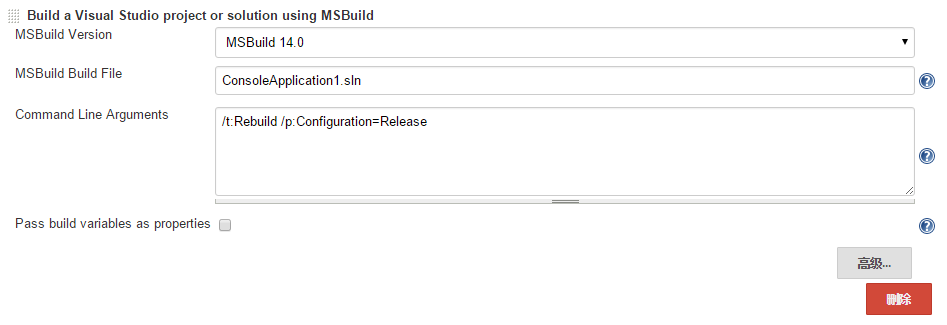 Build a Visual Studio project or solution using MSBuild
MSBuild Version
MSBuild 14.0
MSBuild Build File
ConsoleApplication1.sln
Command Line Arguments
/t:Rebuild /p:Configuration=Release
Pass build variables as properties
高级...
删除